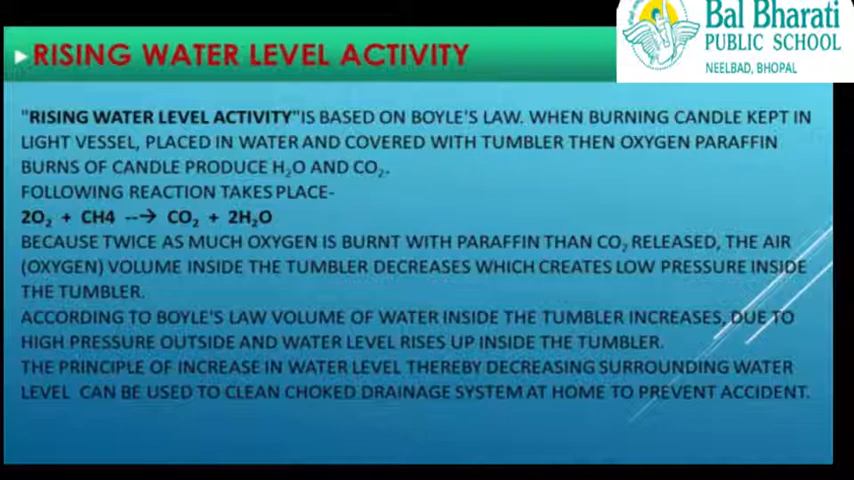 Bal Bharati
PUBLIC SCHOOL
NEELBAD, BHOPAL
RISING WATER LEVEL ACTIVITY
"RISING WATER LEVEL ACTIVITY"IS BASED ON BOYLE'S LAW. WHEN BURNING CANDLE KEPT IN
LIGHT VESSEL, PLACED IN WATER AND COVERED WITH TUMBLER THEN OXYGEN PARAFFIN
BURNS OF CANDLE PRODUCE H₂O AND CO₂.
FOLLOWING REACTION TAKES PLACE-
2O₂ + CH4 --→ CO₂ + 2H₂O
BECAUSE TWICE AS MUCH OXYGEN IS BURNT WITH PARAFFIN THAN CO₂ RELEASED, THE AIR
(OXYGEN) VOLUME INSIDE THE TUMBLER DECREASES WHICH CREATES LOW PRESSURE INSIDE
THE TUMBLER.
ACCORDING TO BOYLE'S LAW VOLUME OF WATER INSIDE THE TUMBLER INCREASES, DUE TO
HIGH PRESSURE OUTSIDE AND WATER LEVEL RISES UP INSIDE THE TUMBLER.
THE PRINCIPLE OF INCREASE IN WATER LEVEL THEREBY DECREASING SURROUNDING WATER
LEVEL CAN BE USED TO CLEAN CHOKED DRAINAGE SYSTEM AT HOME TO PREVENT ACCIDENT.